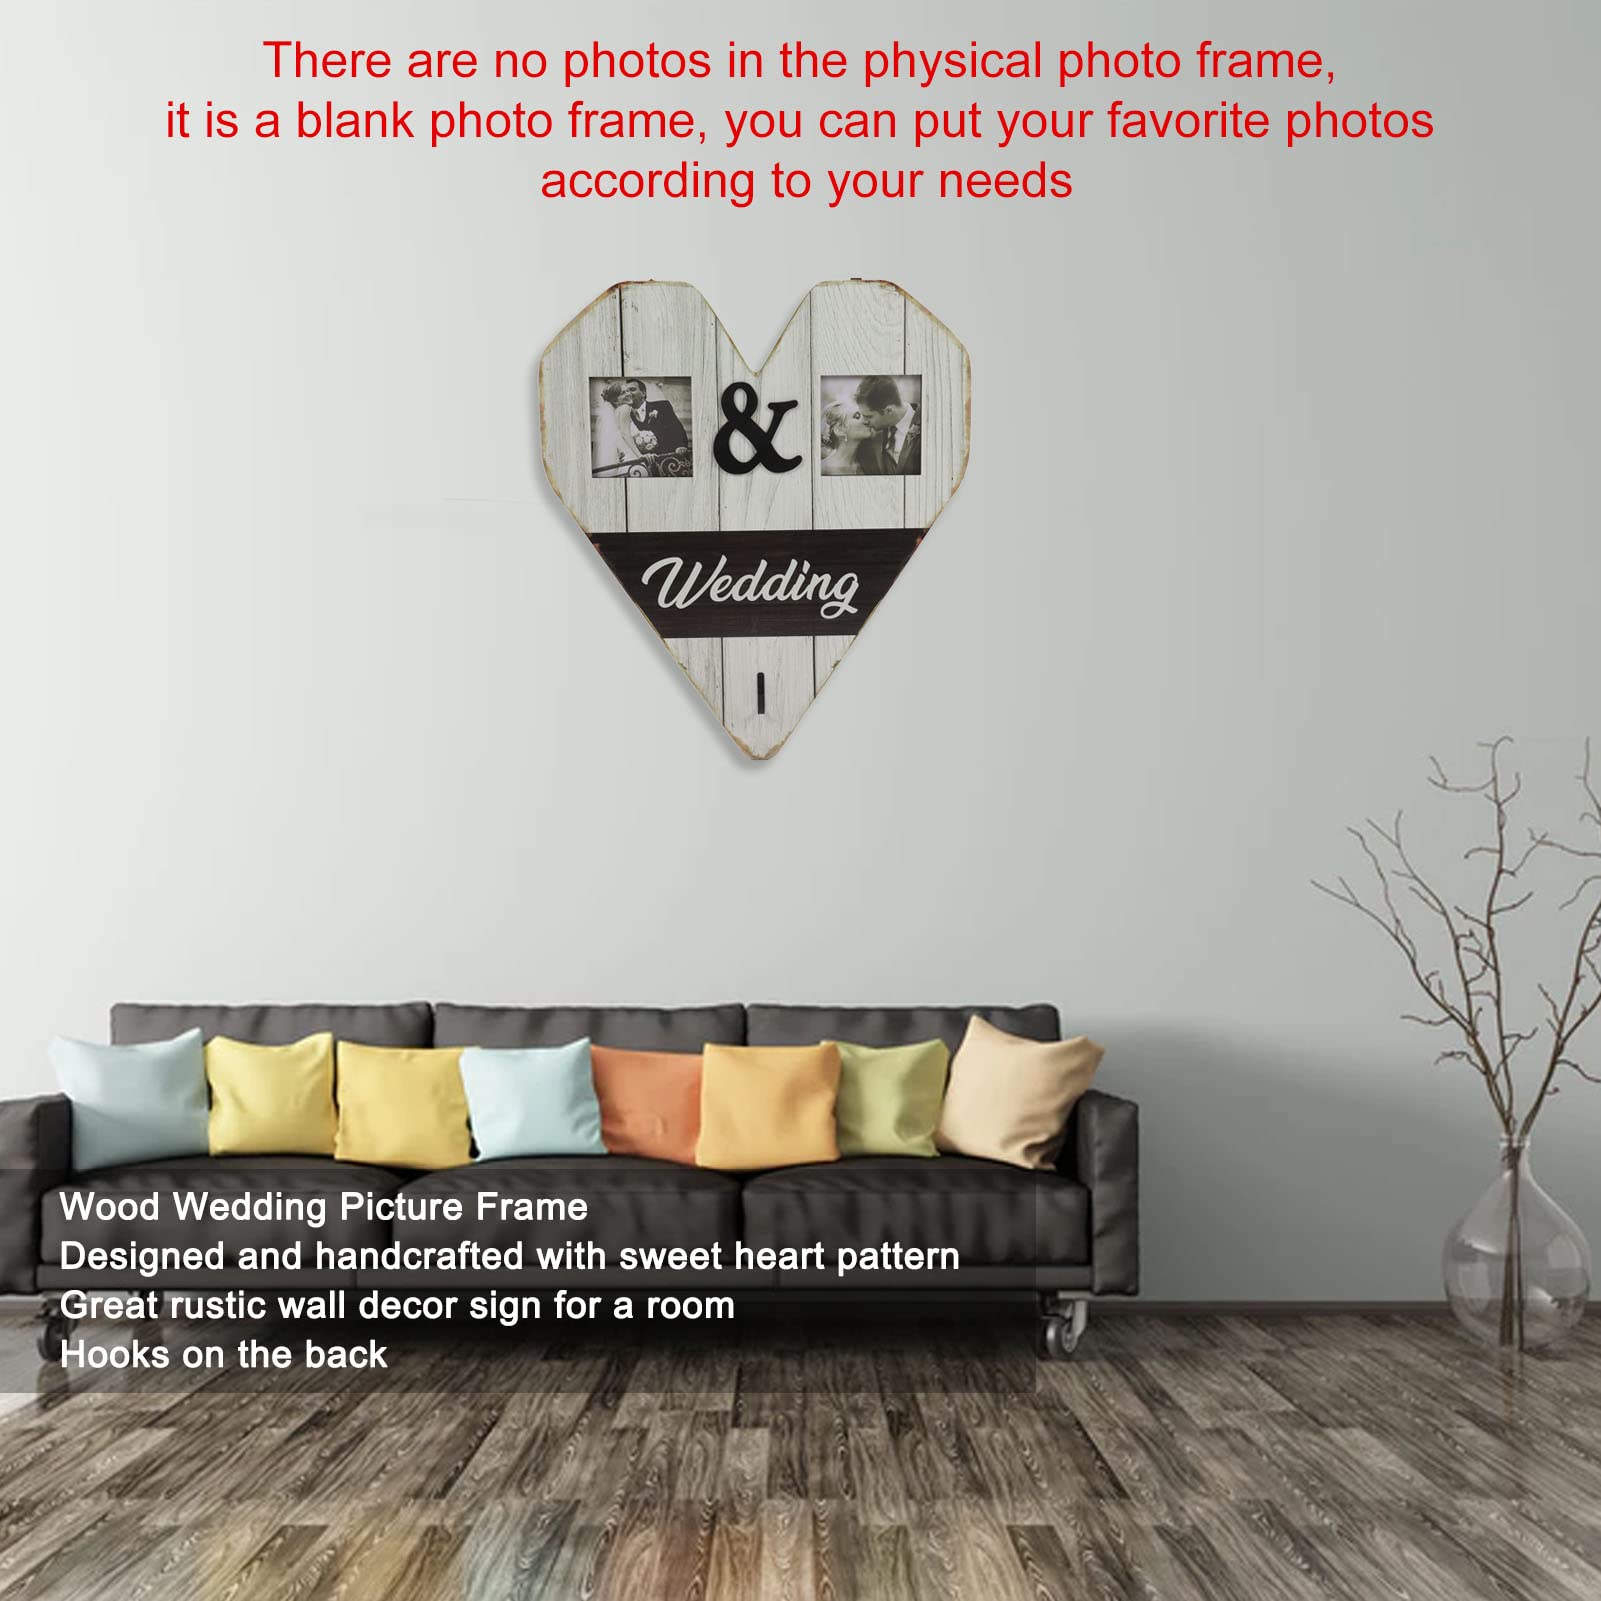 There are no photos in the physical photo frame,
it is a blank photo frame, you can put your favorite photos
according to your needs
&
Wedding
Wood Wedding Picture Frame
Designed and handcrafted with sweet heart pattern
Great rustic wall decor sign for a room
Hooks on the back